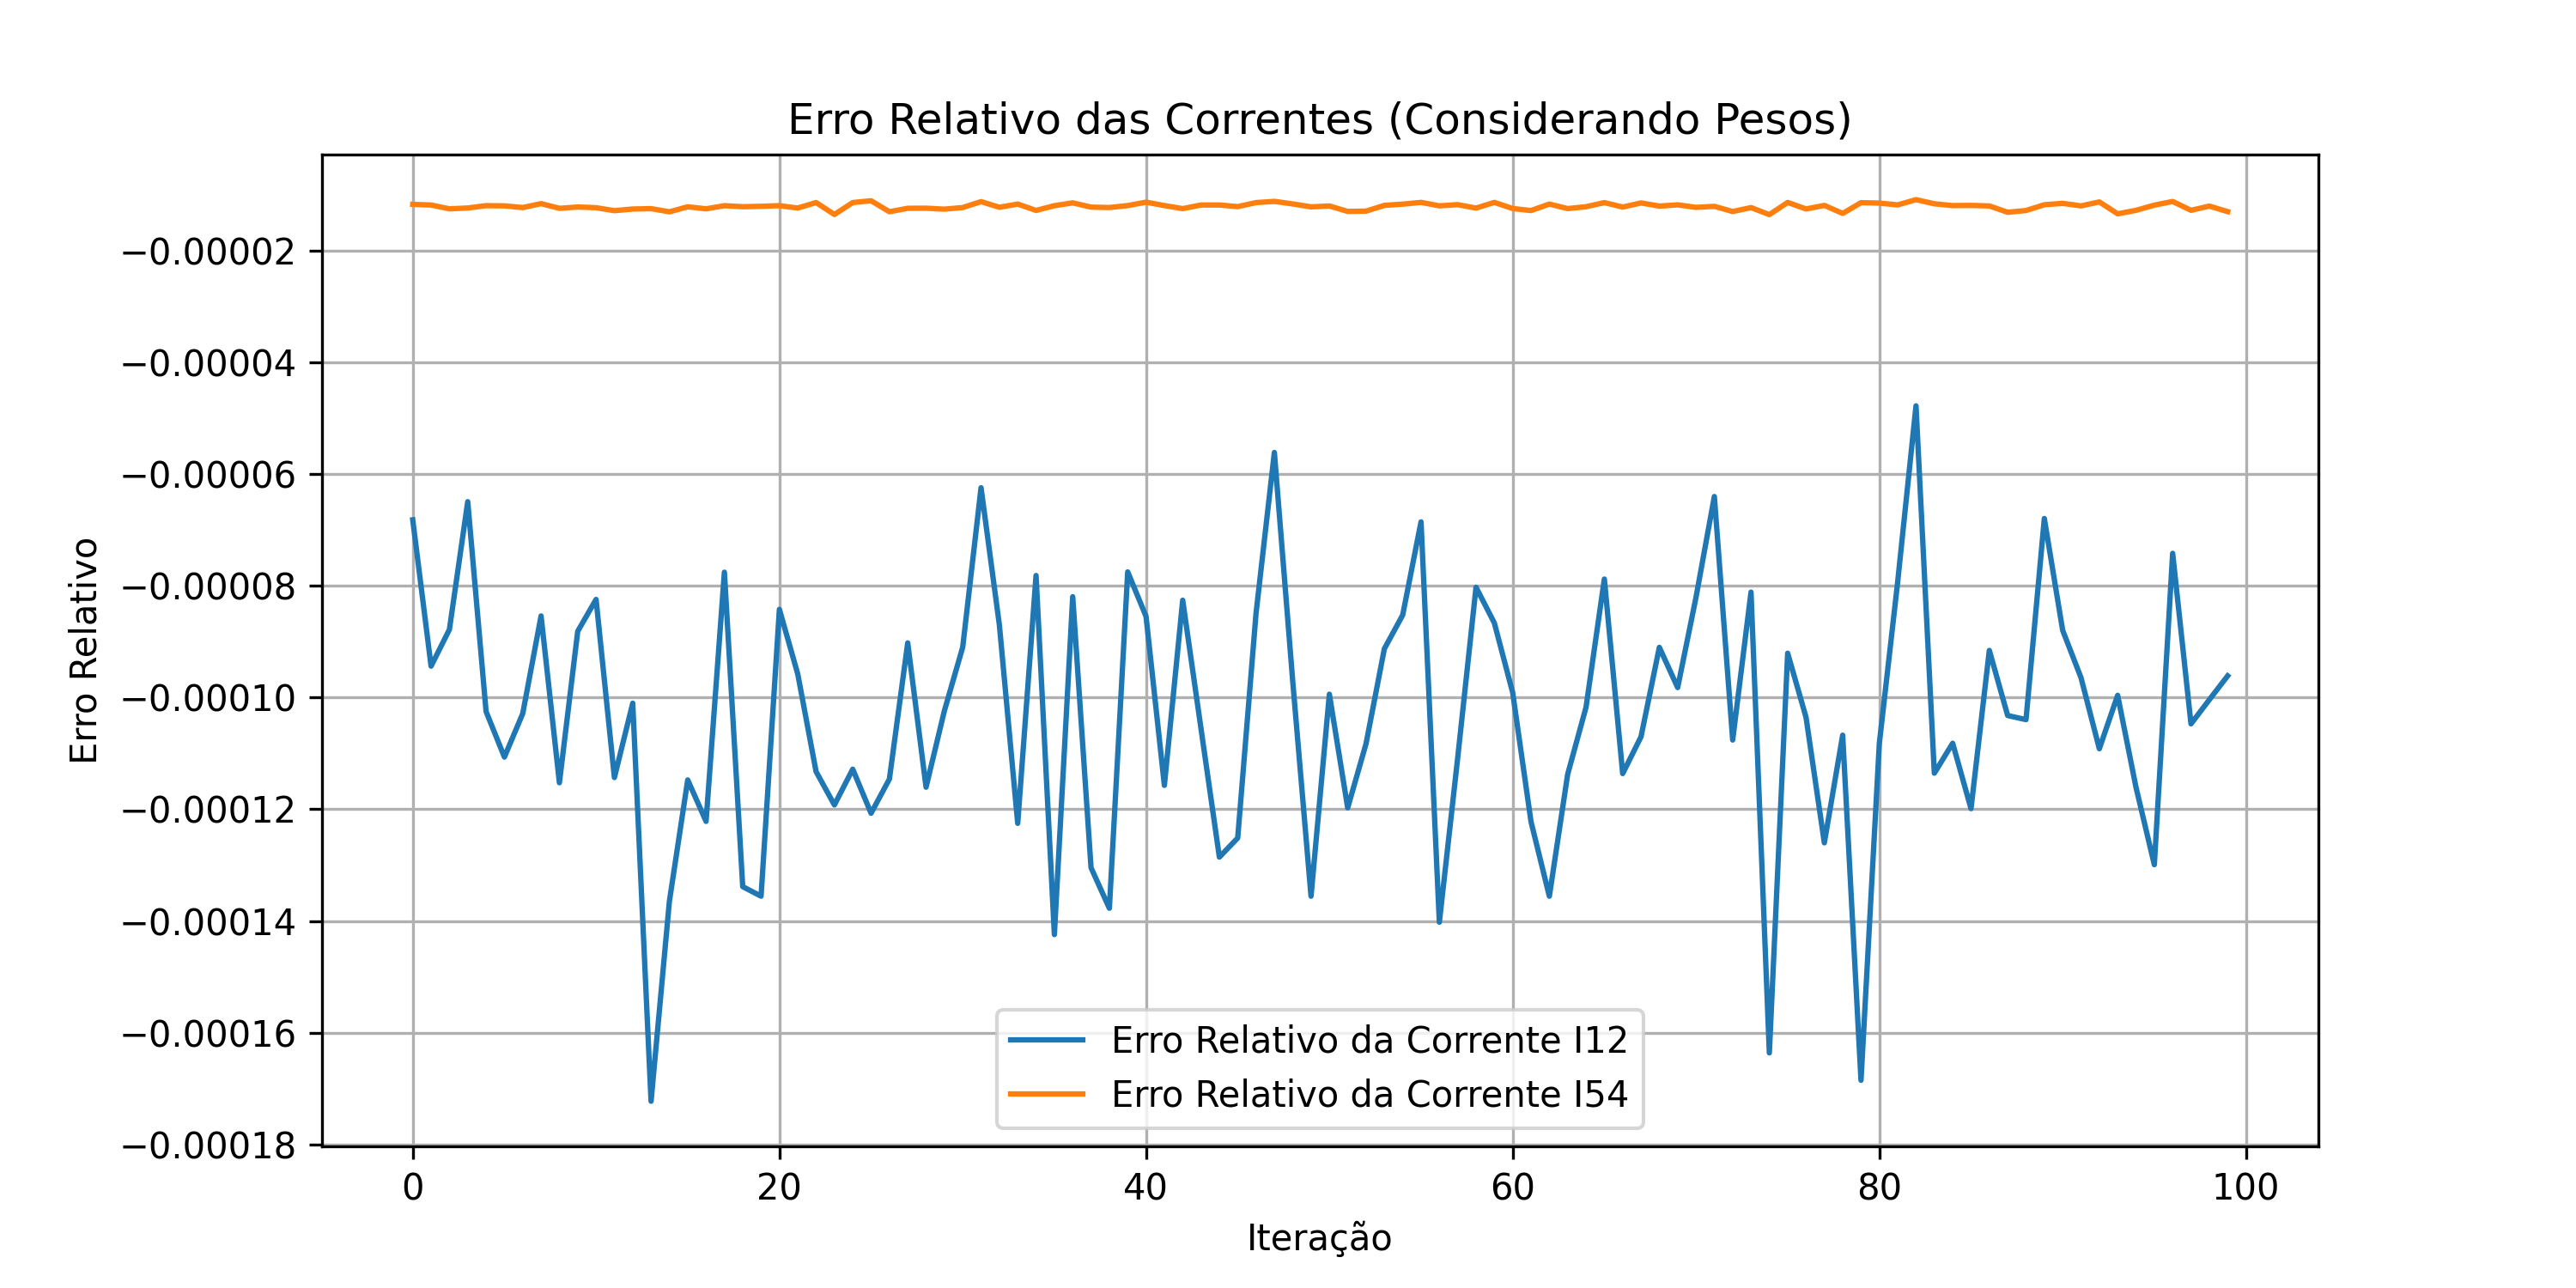 Erro Relativo das Correntes (Considerando Pesos)
Erro Relativo
−0.00002
−0.00004
−0.00006
−0.00008
−0.00010
−0.00012
−0.00014
−0.00016
−0.00018
Erro Relativo da Corrente I12
Erro Relativo da Corrente I54
0 20 40 60 80 100
Iteração